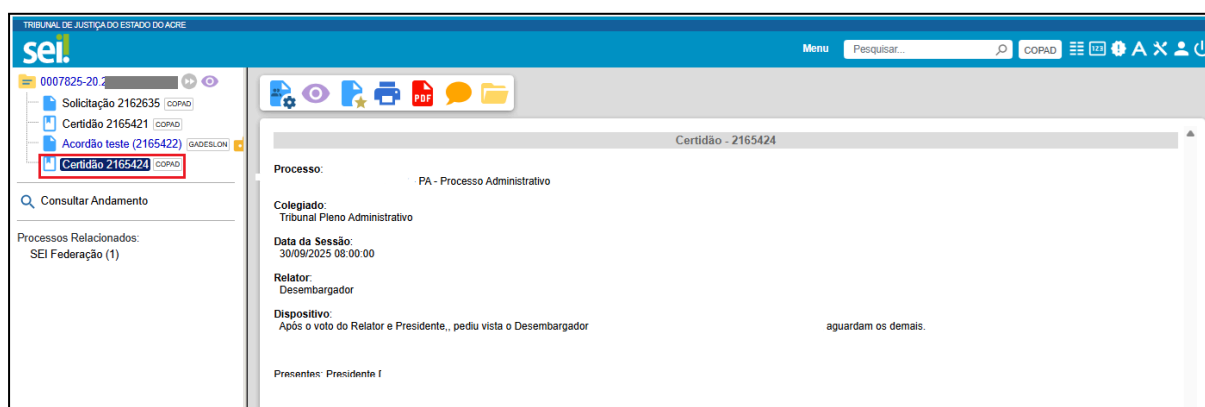 TRIBUNAL DE JUSTIÇA DO ESTADO DO ACRE
sei!
Menu
Pesquisar...
COPAD
123
0007825-20.2
Solicitação 2162635 COPAD
Certidão 2165421 COPAD
Acordão teste (2165422) GADESLON
Certidão 2165424 COPAD
Consultar Andamento
Processos Relacionados:
SEI Federação (1)
PDF
Certidão - 2165424
Processo:
PA - Processo Administrativo
Colegiado:
Tribunal Pleno Administrativo
Data da Sessão:
30/09/2025 08:00:00
Relator:
Desembargador
Dispositivo:
Após o voto do Relator e Presidente,, pediu vista o Desembargador aguardam os demais.
Presentes: Presidente